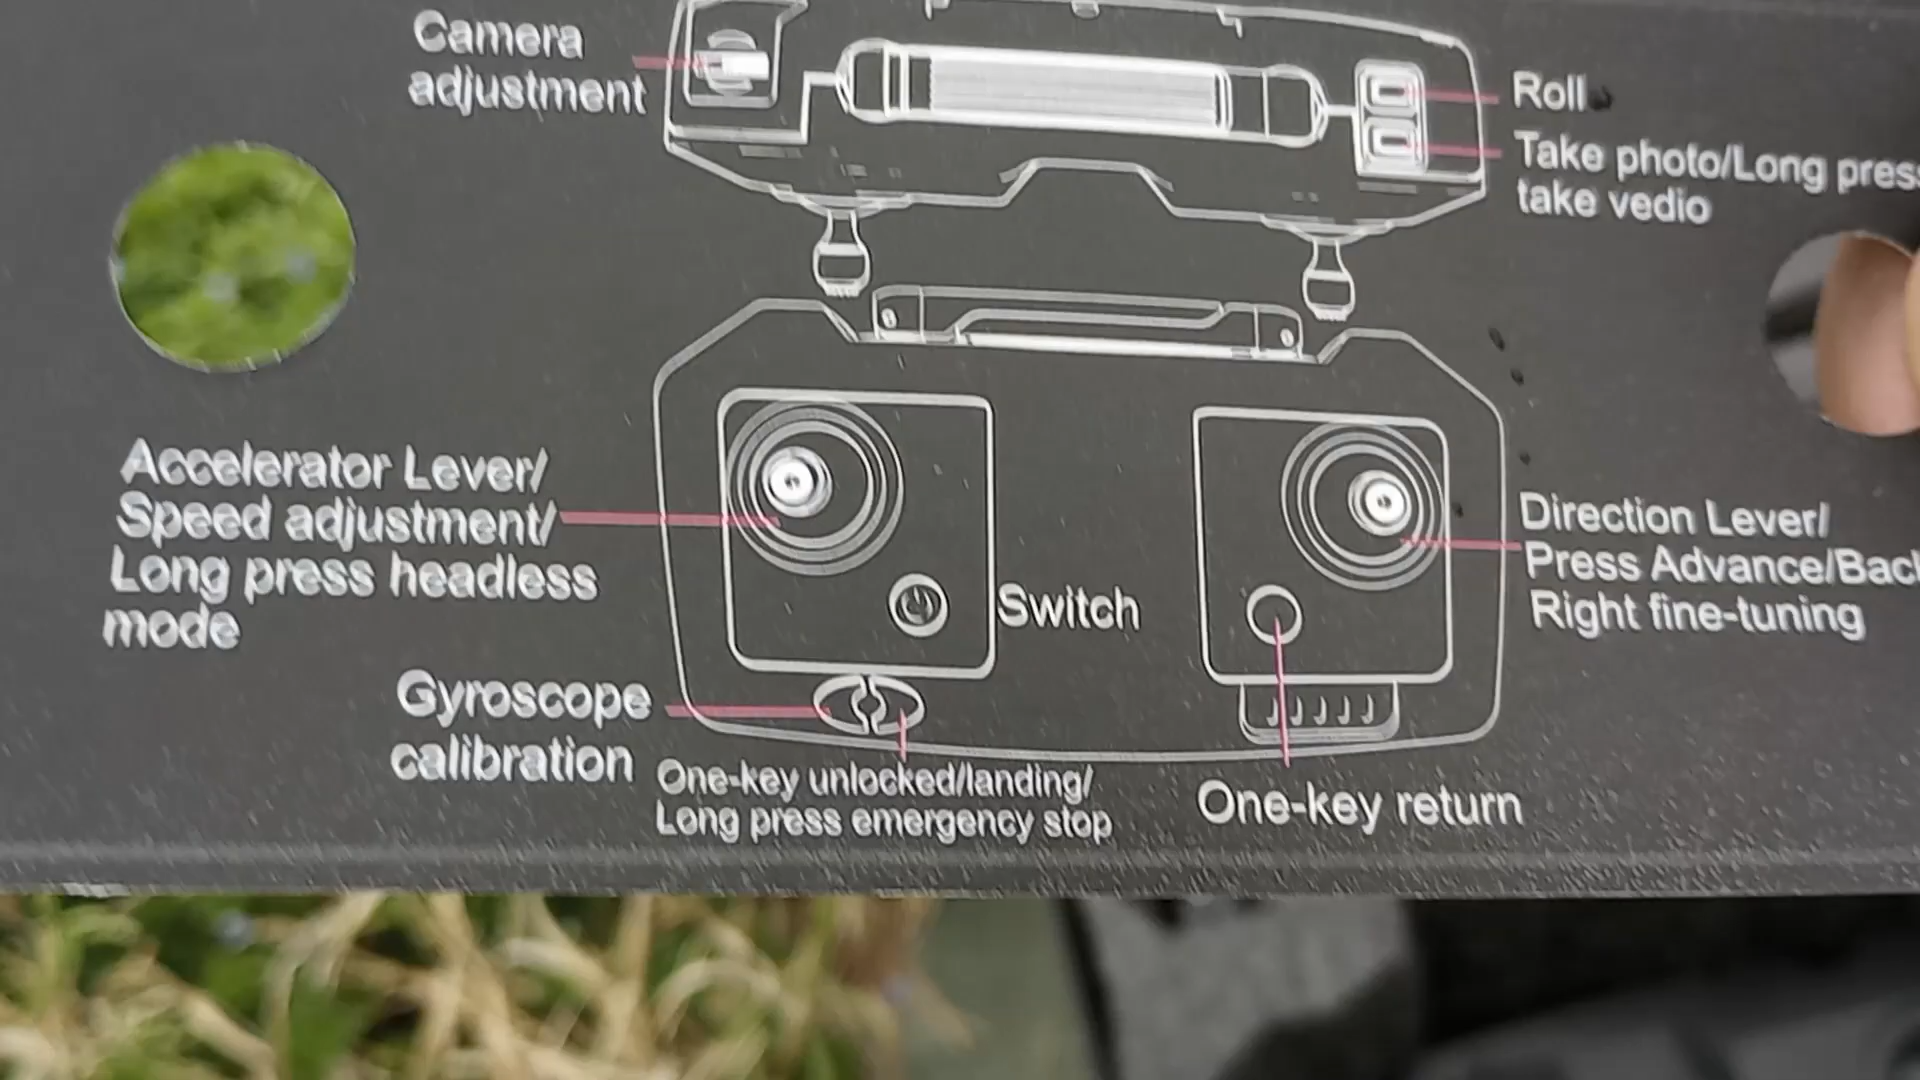 Camera
adjustment
Roll
Take photo/Long press
take vedio
Accelerator Lever/
Speed adjustment/
Long press headless
mode
Switch
Direction Lever/
Press Advance/Back
Right fine-tuning
Gyroscope
calibration
One-key unlocked/landing/
Long press emergency stop
One-key return